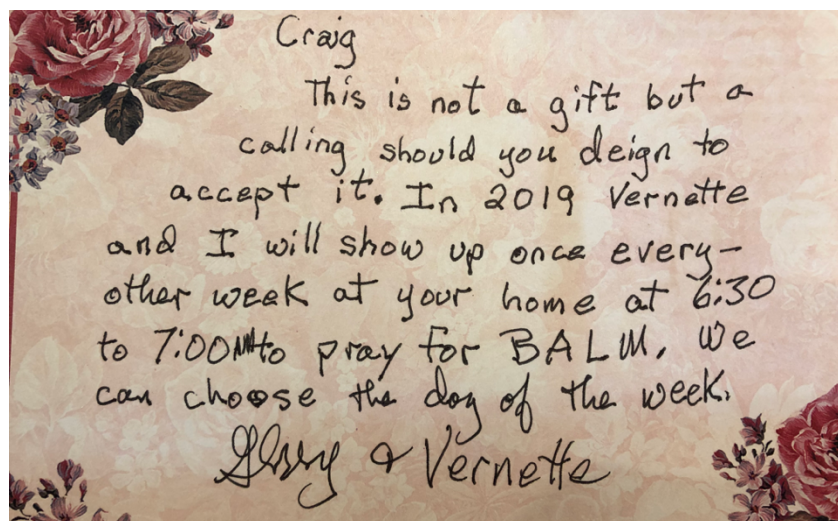 Craig
This is not a gift but a
calling should you deign to
accept it. In 2019 Vernette
and I will show up once every-
other week at your home at 6:30
to 7:00 to pray for BALM. We
can choose the day of the week.
& Vernette